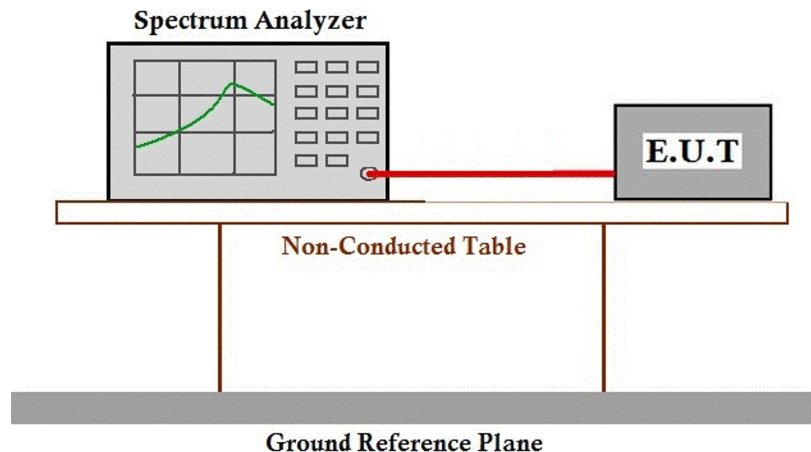 Spectrum Analyzer
E.U.T
Non-Conducted Table
Ground Reference Plane